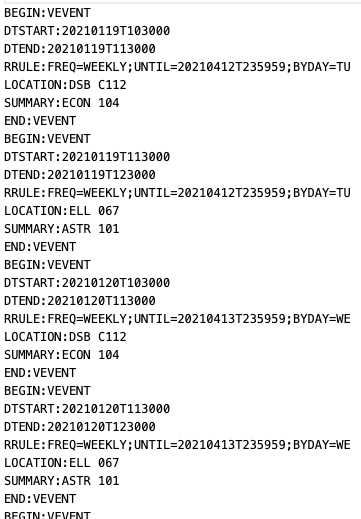 BEGIN:VEVENT
DTSTART:20210119T103000
DTEND:20210119T113000
RRULE:FREQ=WEEKLY;UNTIL=20210412T235959;BYDAY=TU
LOCATION:DSB C112
SUMMARY:ECON 104
END:VEVENT
BEGIN:VEVENT
DTSTART:20210119T113000
DTEND:20210119T123000
RRULE:FREQ=WEEKLY;UNTIL=20210412T235959;BYDAY=TU
LOCATION:ELL 067
SUMMARY:ASTR 101
END:VEVENT
BEGIN:VEVENT
DTSTART:20210120T103000
DTEND:20210120T113000
RRULE:FREQ=WEEKLY;UNTIL=20210413T235959;BYDAY=WE
LOCATION:DSB C112
SUMMARY:ECON 104
END:VEVENT
BEGIN:VEVENT
DTSTART:20210120T113000
DTEND:20210120T123000
RRULE:FREQ=WEEKLY;UNTIL=20210413T235959;BYDAY=WE
LOCATION:ELL 067
SUMMARY:ASTR 101
END:VEVENT
BEGIN:VEVENT